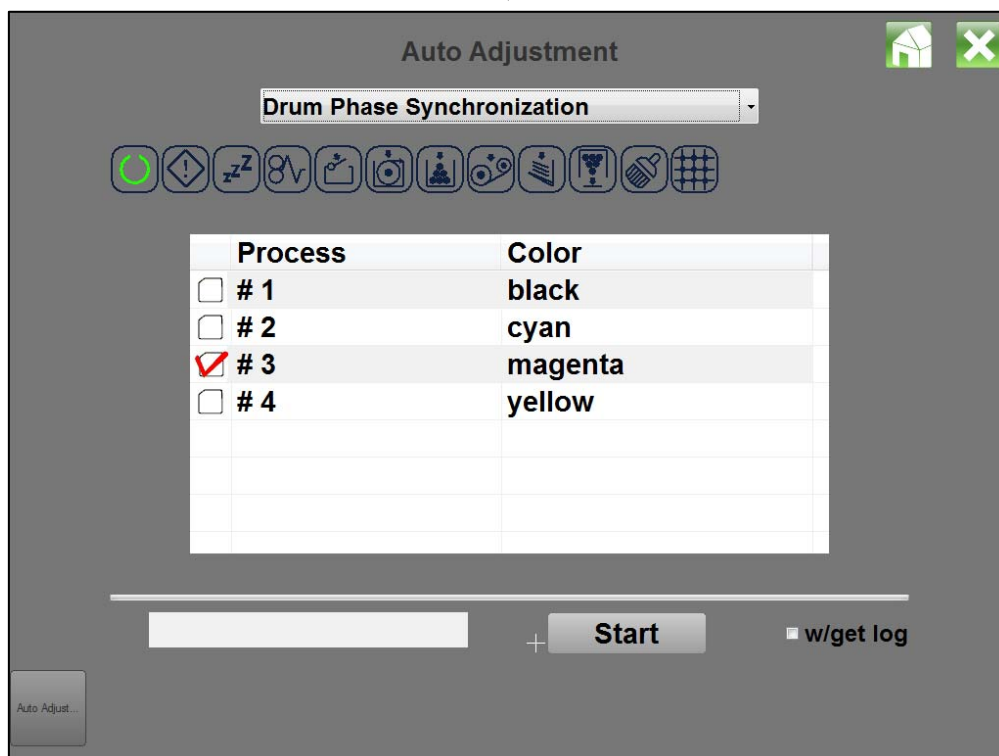 Auto Adjustment
Drum Phase Synchronization
zzZ
Process Color
# 1 black
# 2 cyan
# 3 magenta
# 4 yellow
Start
w/get log
Auto Adjust...